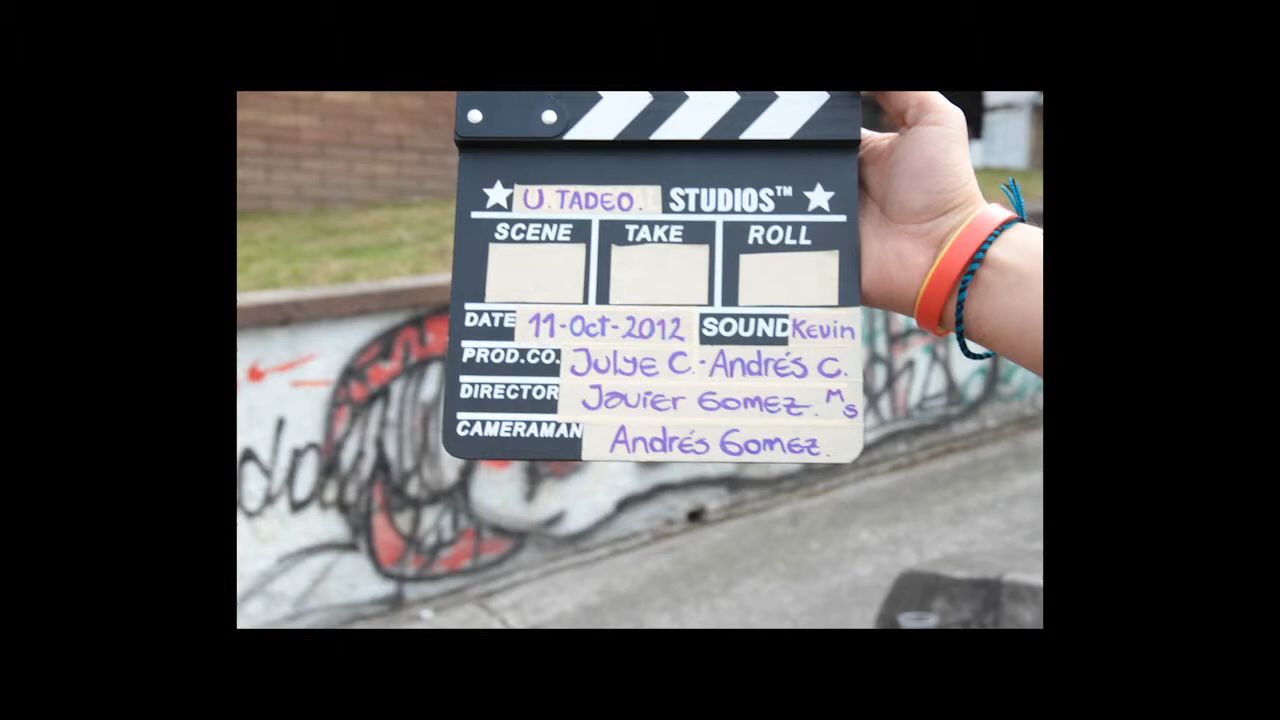 U. TADEO. STUDIOS™
SCENE TAKE ROLL
DATE 11-Oct-2012 SOUND Kevin
PROD.CO. Julye C.-Andrés C.
DIRECTOR Javier Gomez. Ms
CAMERAMAN Andrés Gomez.